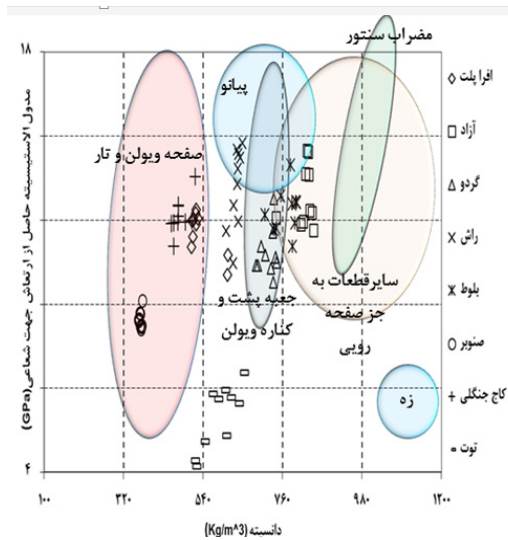 مضراب سنتور
۱۸
پیانو
صفحه ویولن و تار
مدول الاستیسیته حاصل از ارتعاش جهت شعاعی (GPa)
سایرقطعات به
جز صفحه
رویی
جعبه پشت و
کناره ویولن
زه
۴
۱۰۰ ۳۲۰ ۵۴۰ ۷۶۰ ۹۸۰ ۱۲۰۰
دانسیته (Kg/m^3)
افرا پلت
آزاد
گردو
راش
بلوط
صنوبر
کاج جنگلی
توت